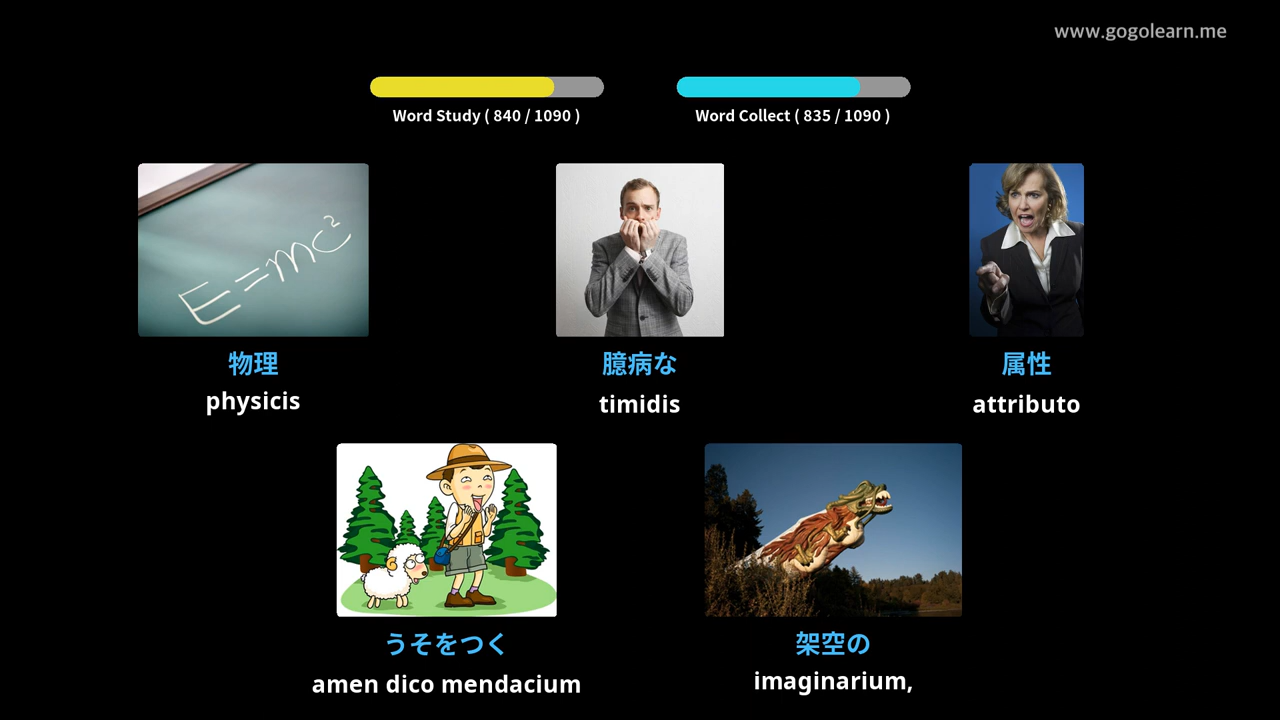 www.gogolearn.me
Word Study ( 840 / 1090 )
Word Collect ( 835 / 1090 )
E=mc²
物理
physicis
臆病な
timidis
属性
attributo
うそをつく
amen dico mendacium
架空の
imaginarium,